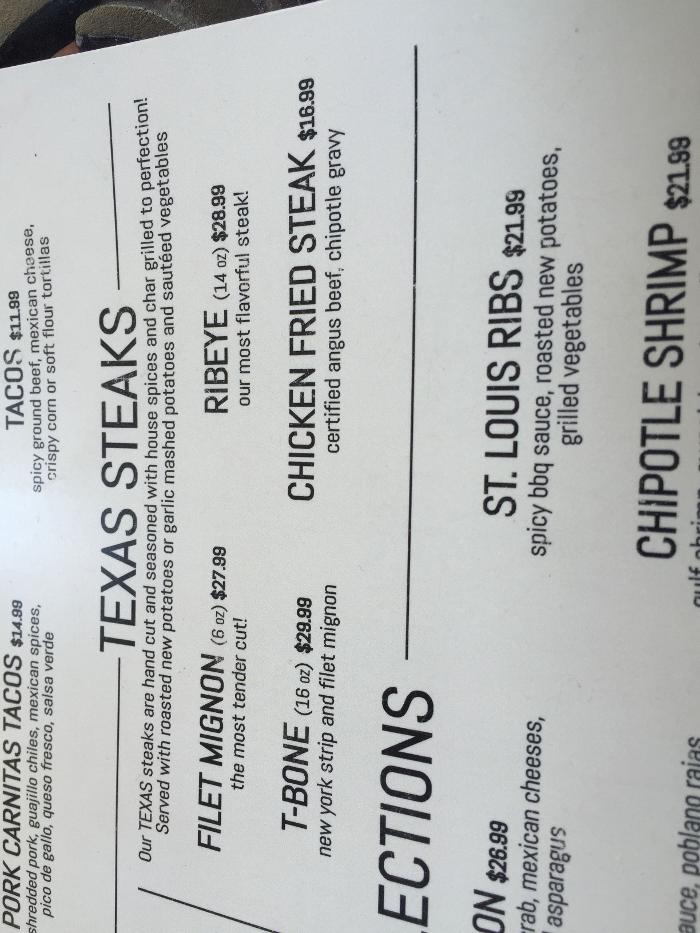 PORK CARNITAS TACOS $14.99
shredded pork, guajillo chiles, mexican spices,
pico de gallo, queso fresco, salsa verde
TACOS $11.99
spicy ground beef, mexican cheese,
crispy corn or soft flour tortillas
TEXAS STEAKS
Our TEXAS steaks are hand cut and seasoned with house spices and char grilled to perfection!
Served with roasted new potatoes or garlic mashed potatoes and sautéed vegetables
FILET MIGNON (6 oz) $27.99
the most tender cut!
RIBEYE (14 oz) $28.99
our most flavorful steak!
T-BONE (16 oz) $29.99
new york strip and filet mignon
CHICKEN FRIED STEAK $16.99
certified angus beef, chipotle gravy
ECTIONS
ON $26.99
rab, mexican cheeses,
asparagus
ST. LOUIS RIBS $21.99
spicy bbq sauce, roasted new potatoes,
grilled vegetables
CHIPOTLE SHRIMP $21.99
auce, poblano rajas